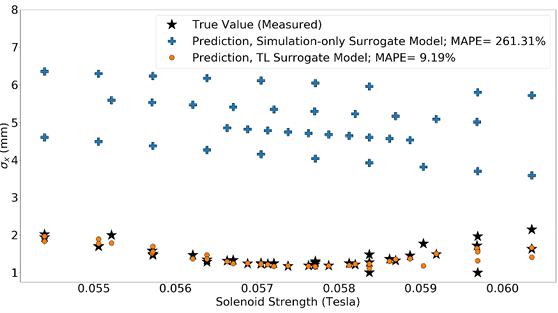 8
7
6
5
4
3
2
1
σx (mm)
True Value (Measured)
Prediction, Simulation-only Surrogate Model; MAPE= 261.31%
Prediction, TL Surrogate Model; MAPE= 9.19%
0.055 0.056 0.057 0.058 0.059 0.060
Solenoid Strength (Tesla)